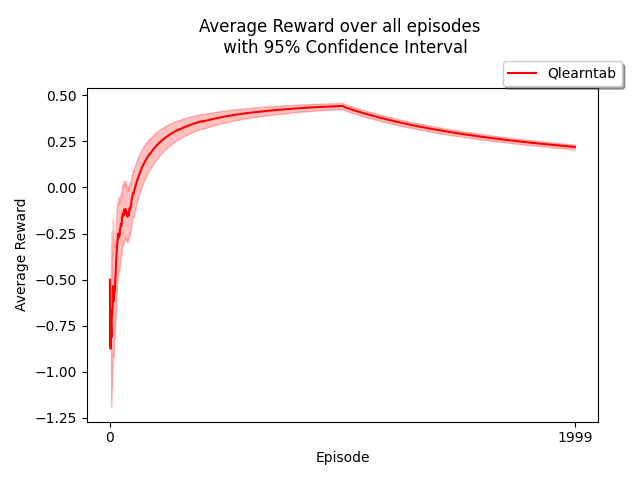 Average Reward over all episodes
with 95% Confidence Interval
Qlearntab
0.50
0.25
0.00
−0.25
−0.50
−0.75
−1.00
−1.25
Average Reward
0 1999
Episode